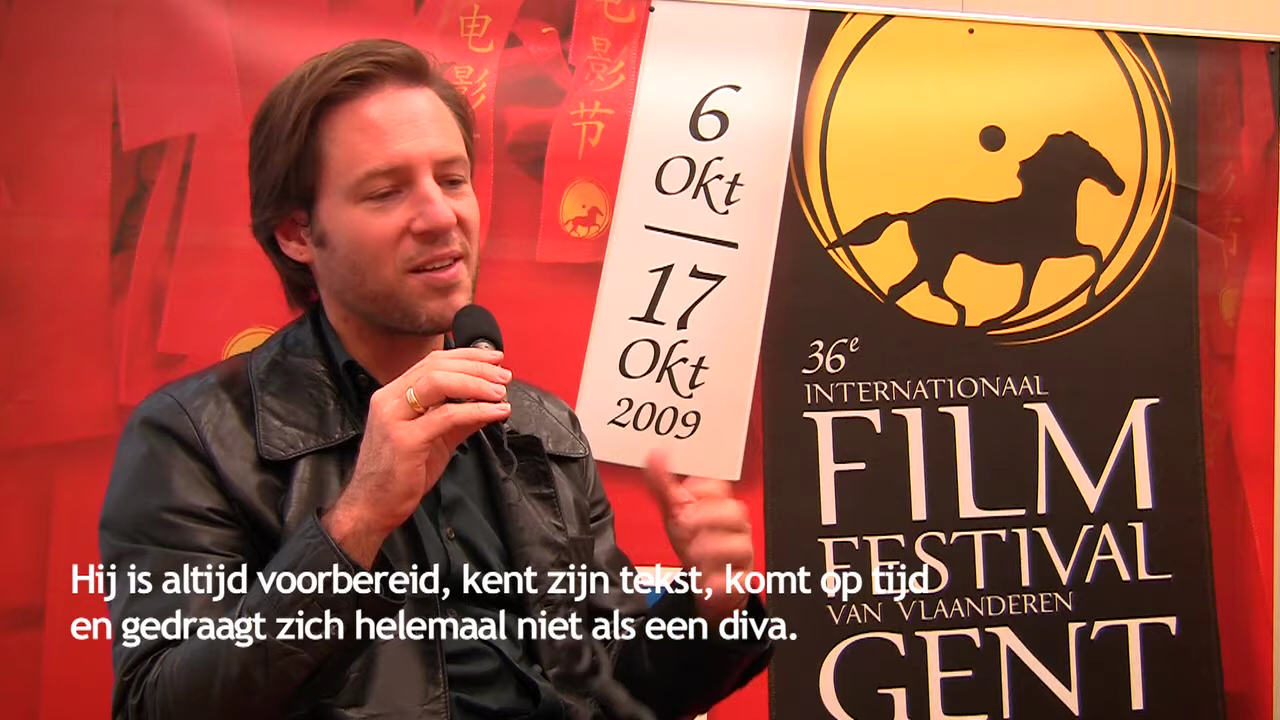 电影
影节
6
Okt
17
Okt
2009
36e
INTERNATIONAAL
FILM
FESTIVAL
VAN VLAANDEREN
GENT
Hij is altijd voorbereid, kent zijn tekst, komt op tijd
en gedraagt zich helemaal niet als een diva.